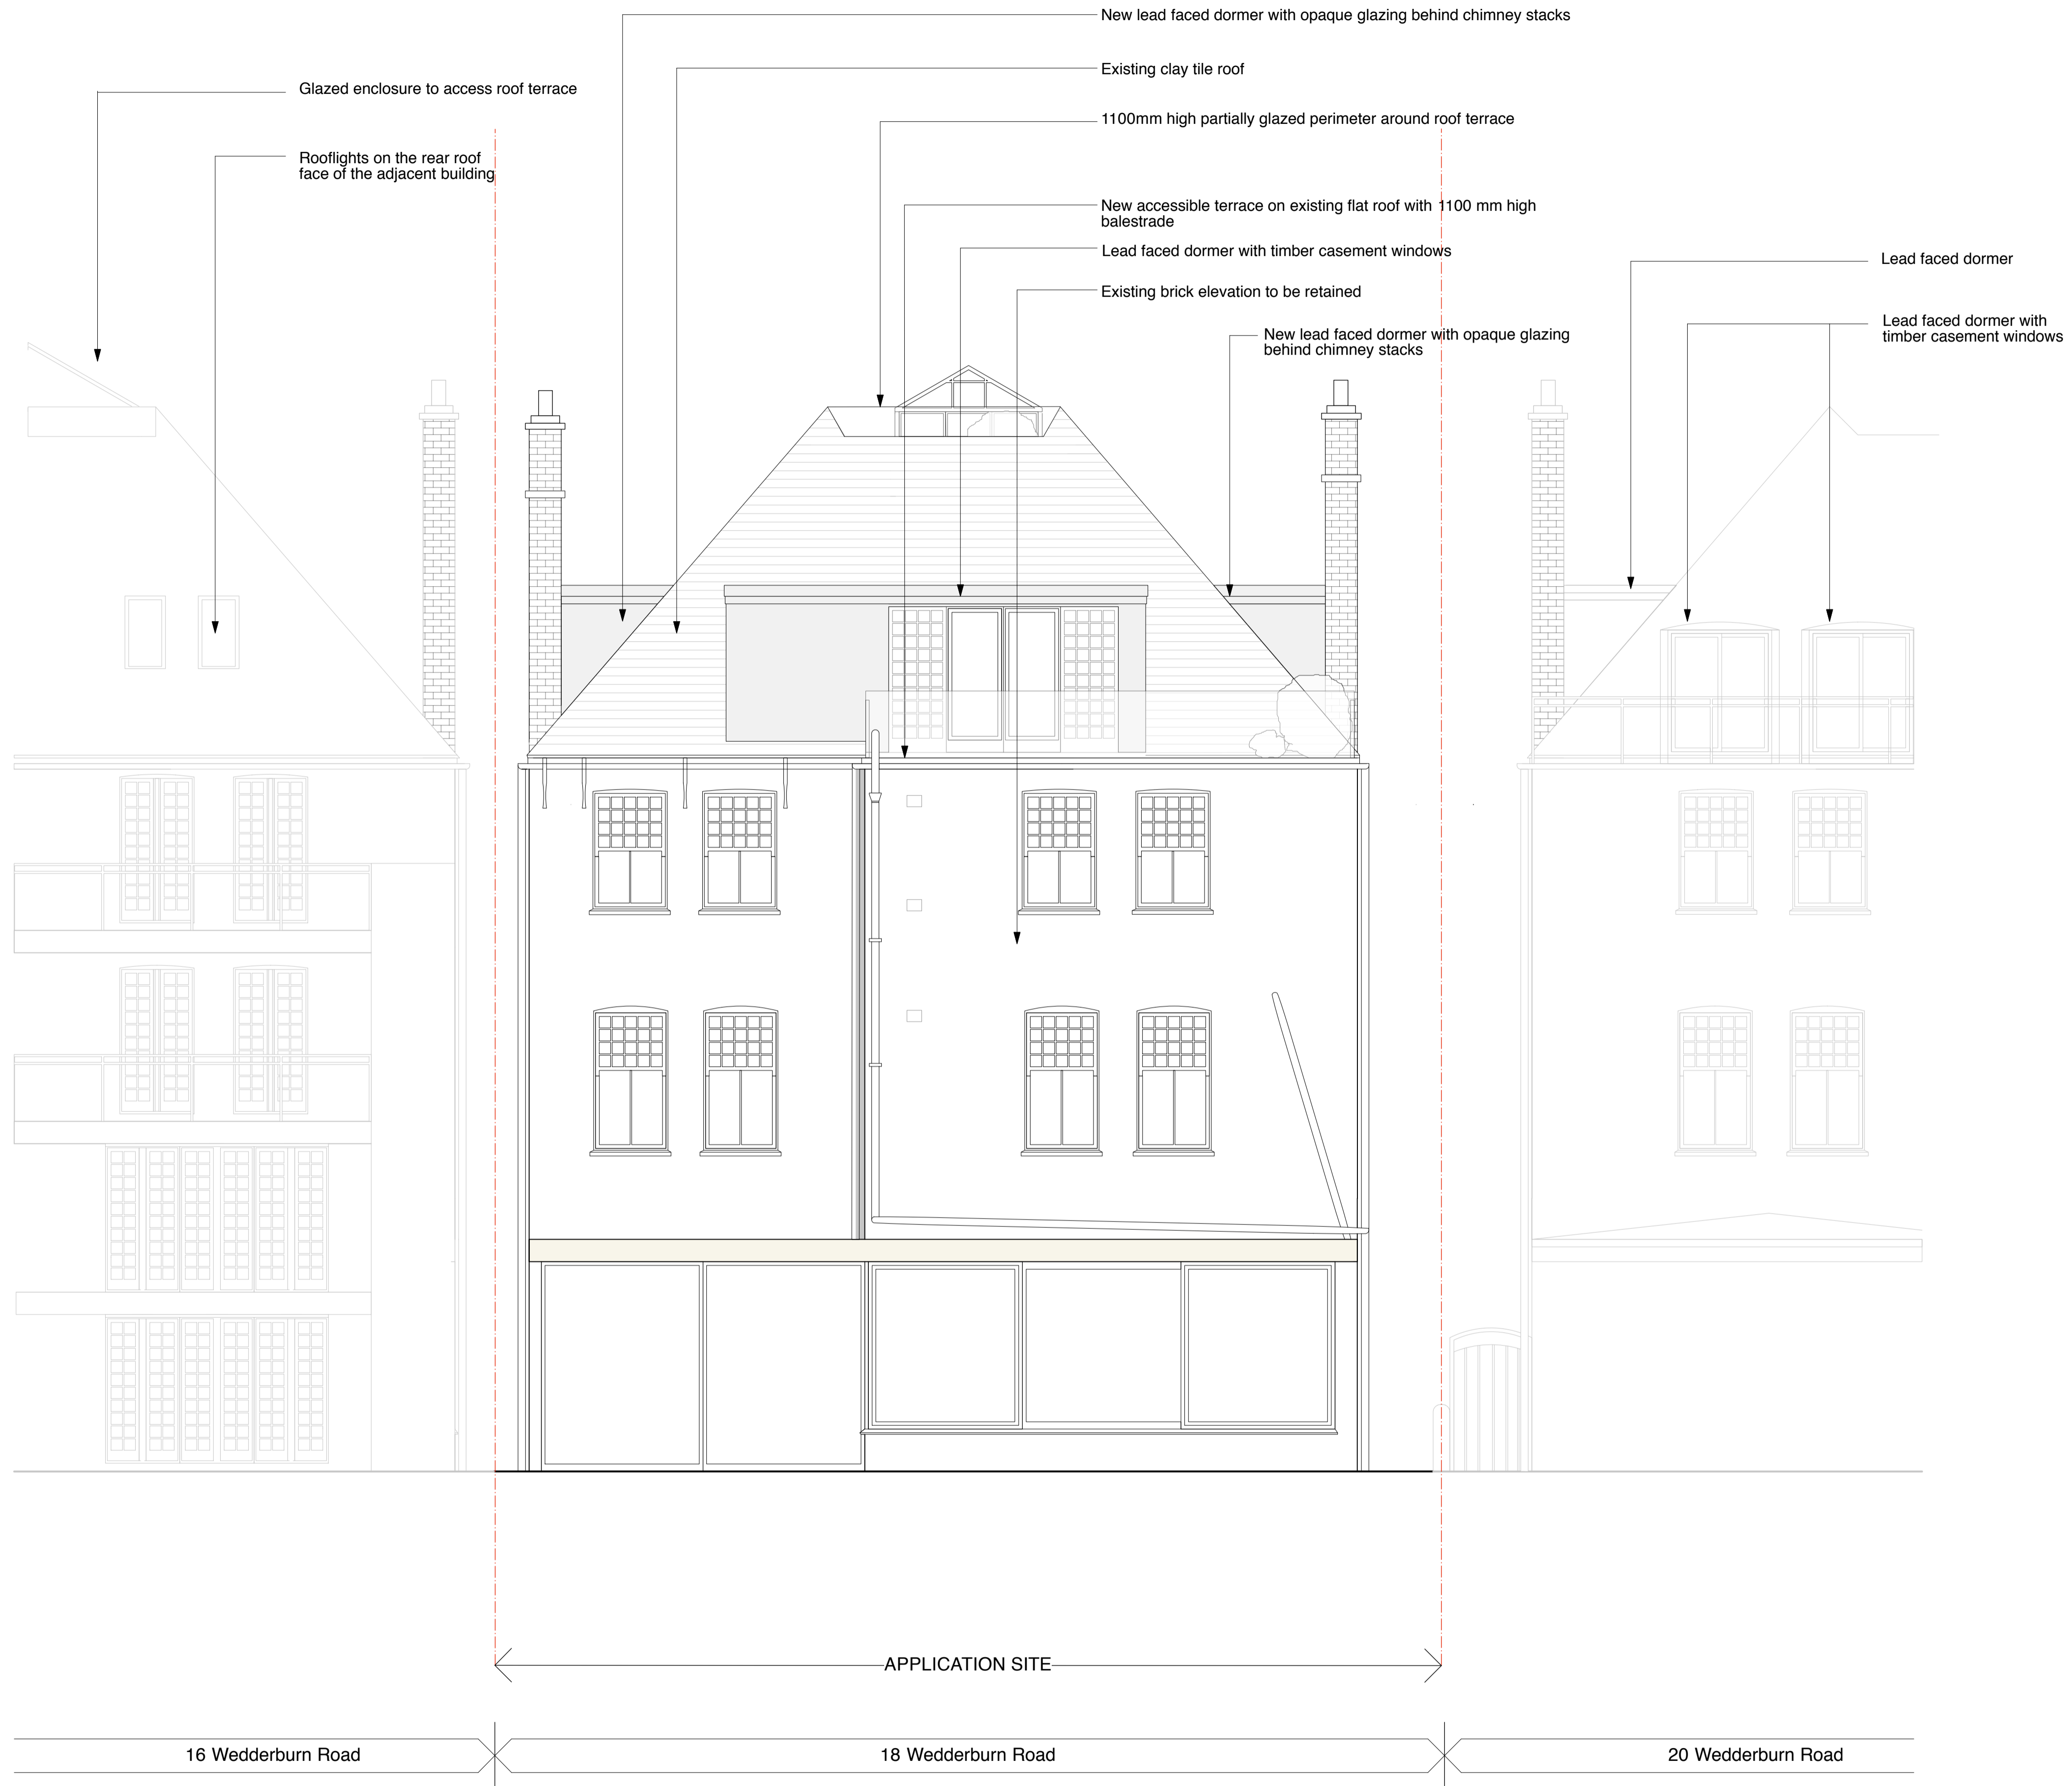 New lead faced dormer with opaque glazing behind chimney stacks
Existing clay tile roof
Glazed enclosure to access roof terrace
1100mm high partially glazed perimeter around roof terrace
Rooflights on the rear roof
face of the adjacent building
New accessible terrace on existing flat roof with 1100 mm high
balestrade
Lead faced dormer with timber casement windows
Lead faced dormer
Existing brick elevation to be retained
New lead faced dormer with opaque glazing
behind chimney stacks
Lead faced dormer with
timber casement windows
APPLICATION SITE
16 Wedderburn Road
18 Wedderburn Road
20 Wedderburn Road